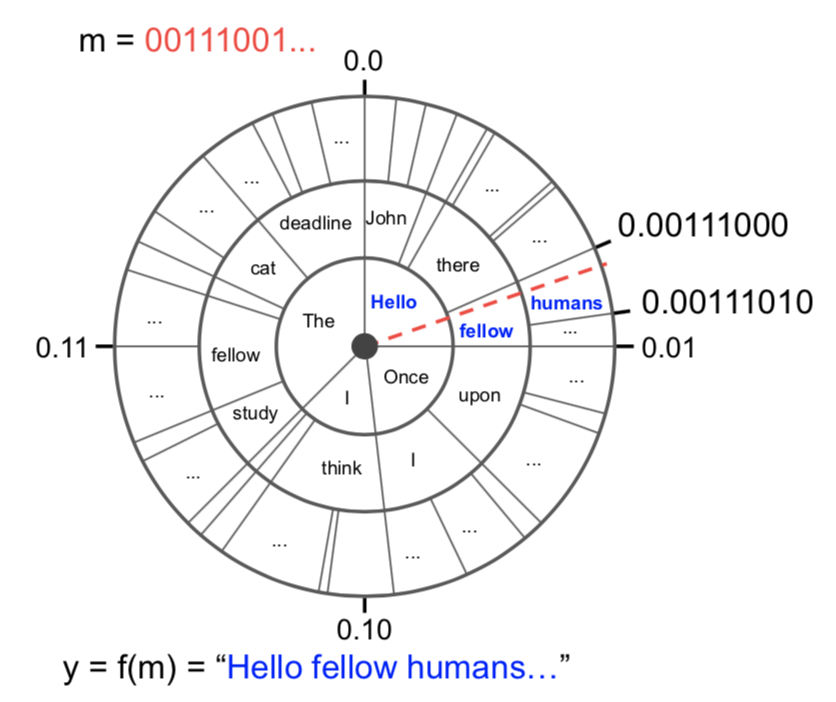 m = 00111001...
0.0
...
deadline
John
...
...
...
cat
there
...
0.00111000
The
Hello
humans
0.00111010
...
fellow
...
0.11
fellow
0.01
Once
...
...
I
upon
study
think
I
...
...
...
...
...
0.10
y = f(m) = “Hello fellow humans...”